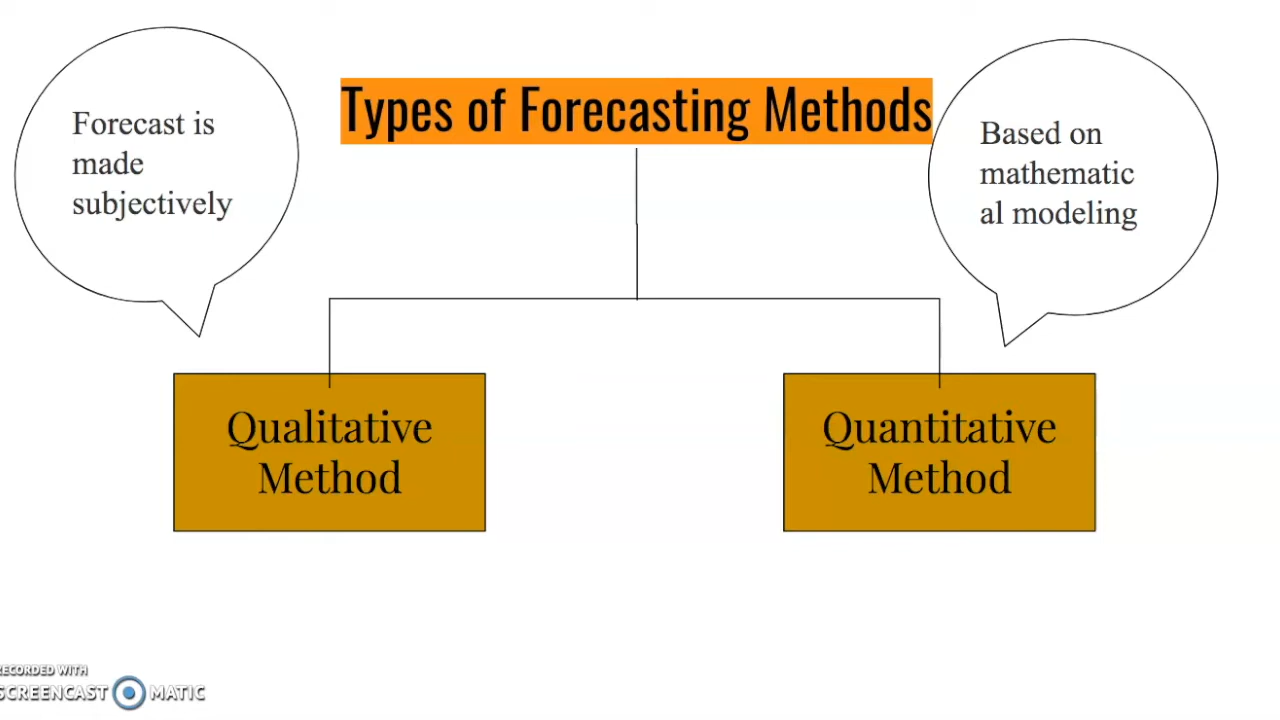 Types of Forecasting Methods
Forecast is
made
subjectively
Based on
mathematic
al modeling
Qualitative
Method
Quantitative
Method
RECORDED WITH
SCREENCAST MATIC